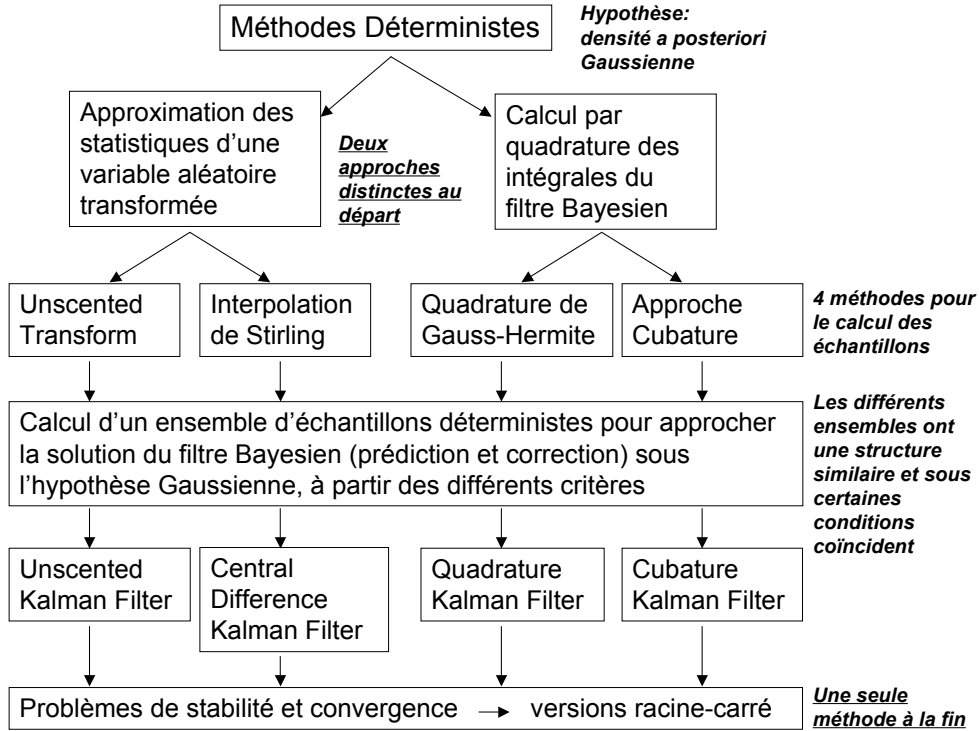 Méthodes Déterministes
Hypothèse:
densité a posteriori
Gaussienne
Approximation des
statistiques d'une
variable aléatoire
transformée
Deux
approches
distinctes au
départ
Calcul par
quadrature des
intégrales du
filtre Bayesien
Unscented
Transform
Interpolation
de Stirling
Quadrature de
Gauss-Hermite
Approche
Cubature
4 méthodes pour
le calcul des
échantillons
Calcul d'un ensemble d'échantillons déterministes pour approcher
la solution du filtre Bayesien (prédiction et correction) sous
l'hypothèse Gaussienne, à partir des différents critères
Les différents
ensembles ont
une structure
similaire et sous
certaines
conditions
coïncident
Unscented
Kalman Filter
Central
Difference
Kalman Filter
Quadrature
Kalman Filter
Cubature
Kalman Filter
Problèmes de stabilité et convergence → versions racine-carré
Une seule
méthode à la fin